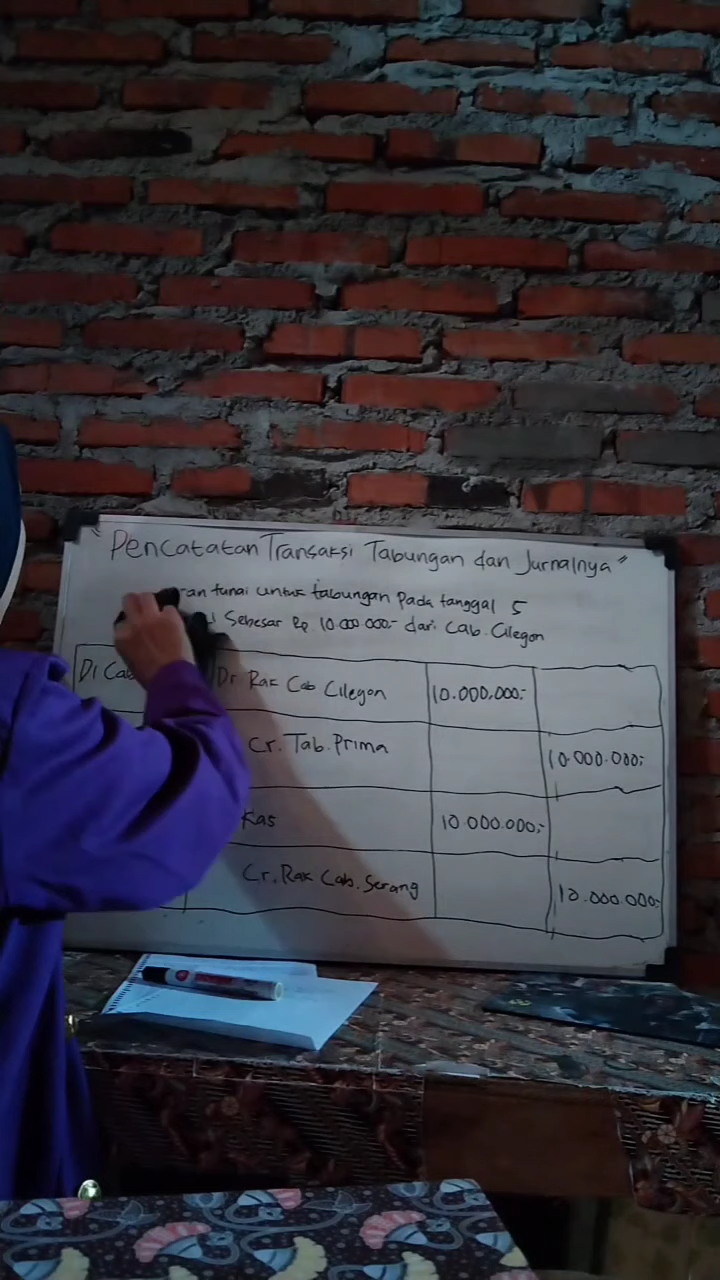 "Pencatatan Transaksi Tabungan dan Jurnalnya"
tunai untuk tabungan pada tanggal 5
Sebesar Rp. 10.000.000,- dari Cab. Cilegon
Di Dr Rak Cab Cilegon 10.000.000,-
Cr. Tab. Prima 10.000.000,-
Kas 10.000.000,-
Cr. Rak Cab. Serang 10.000.000,-